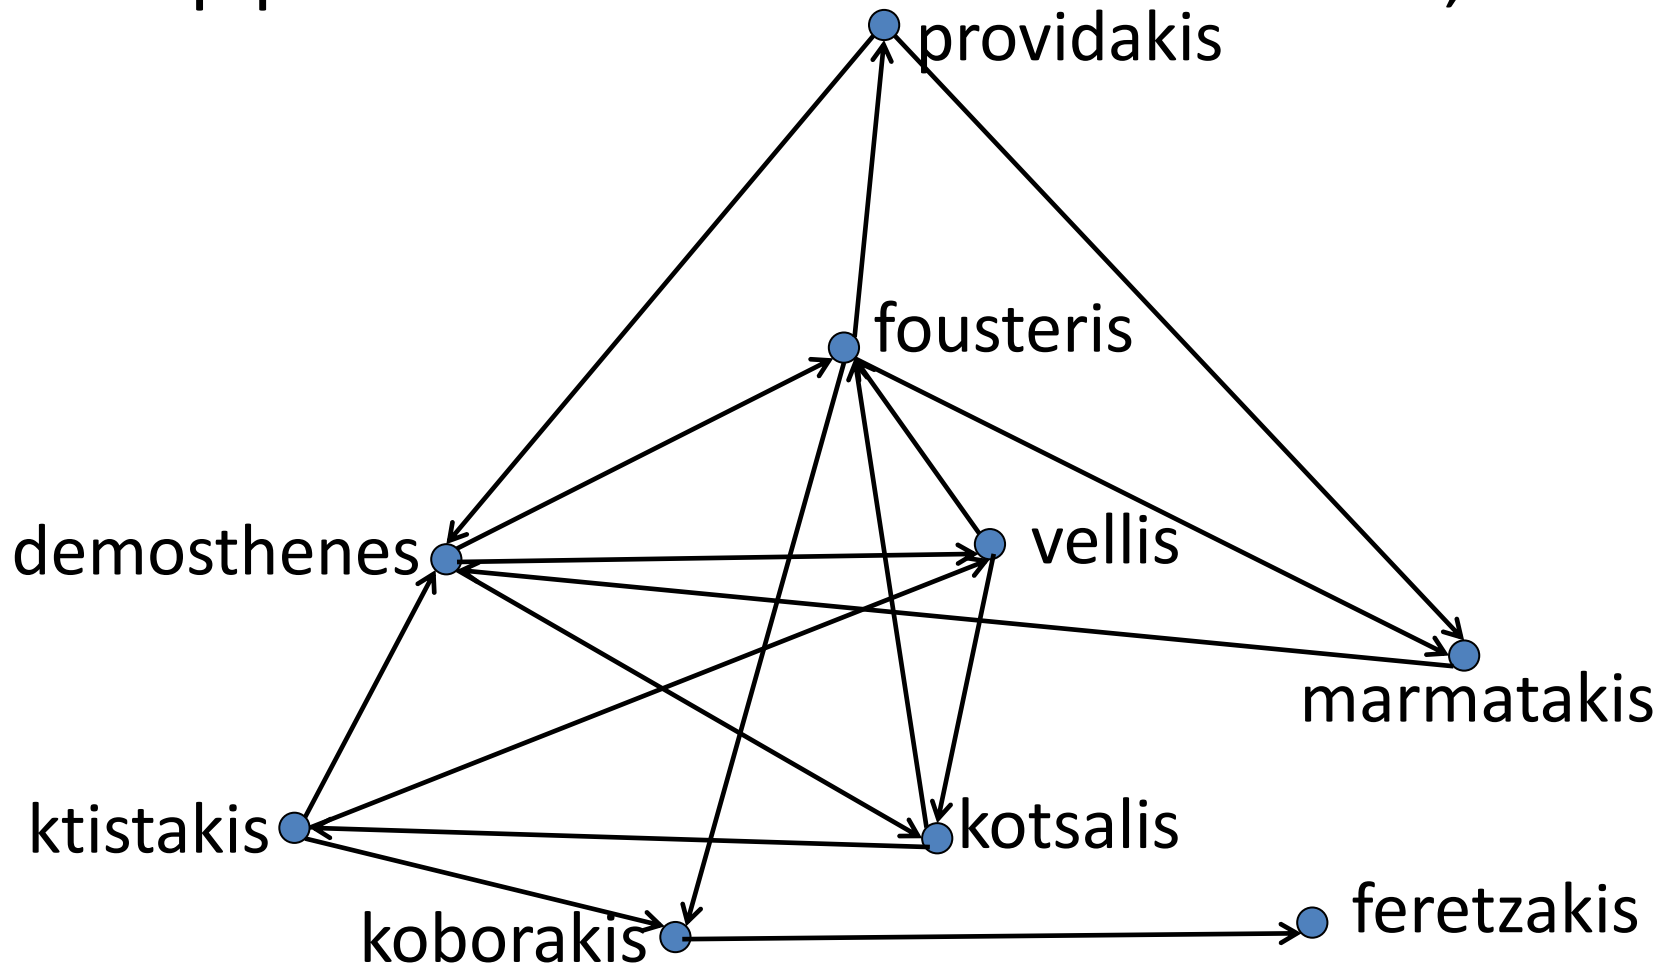 providakis
fousteris
demosthenes
vellis
marmatakis
ktistakis
kotsalis
feretzakis
koborakis